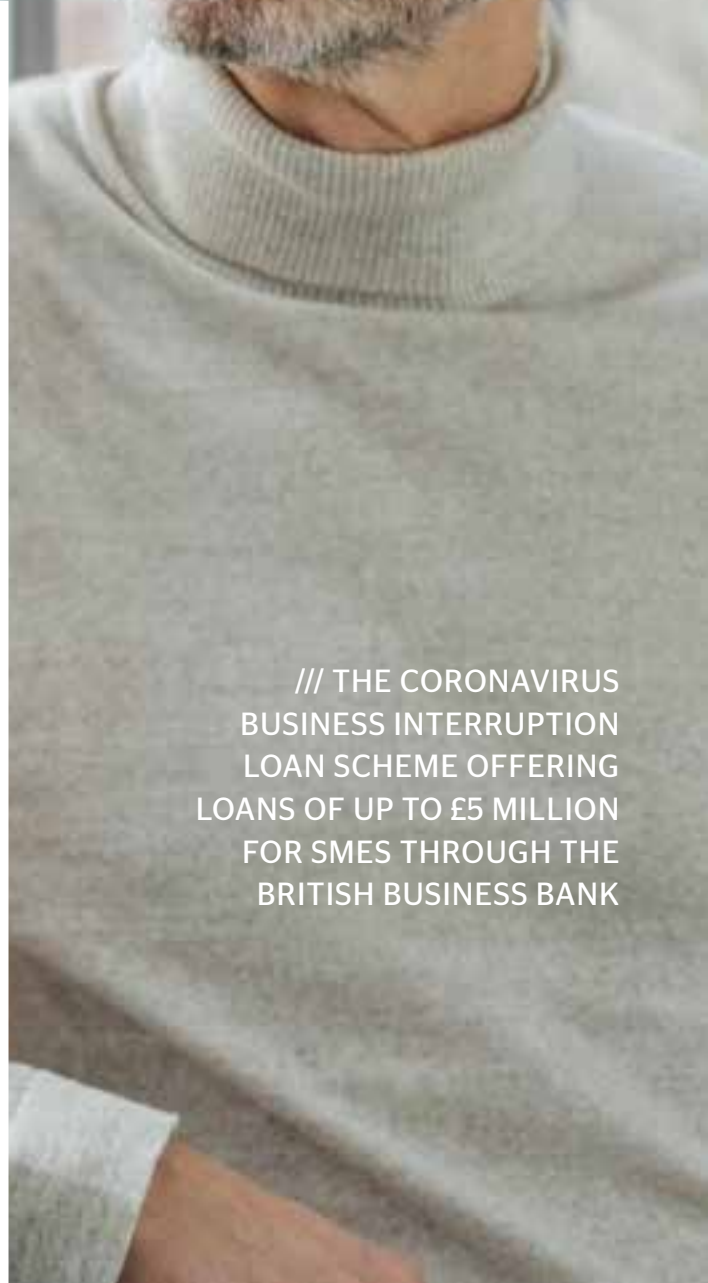 /// THE CORONAVIRUS
BUSINESS INTERRUPTION
LOAN SCHEME OFFERING
LOANS OF UP TO £5 MILLION
FOR SMES THROUGH THE
BRITISH BUSINESS BANK